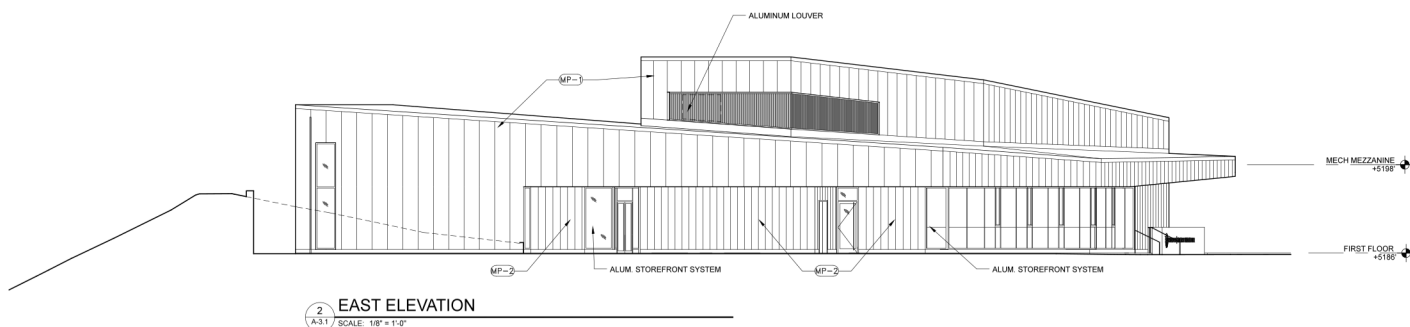 ALUMINUM LOUVER
MP-1
MECH MEZZANINE
+5198'
FIRST FLOOR
+5186'
MP-2
ALUM. STOREFRONT SYSTEM
MP-2
ALUM. STOREFRONT SYSTEM
2
A-3.1
EAST ELEVATION
SCALE: 1/8" = 1'-0"